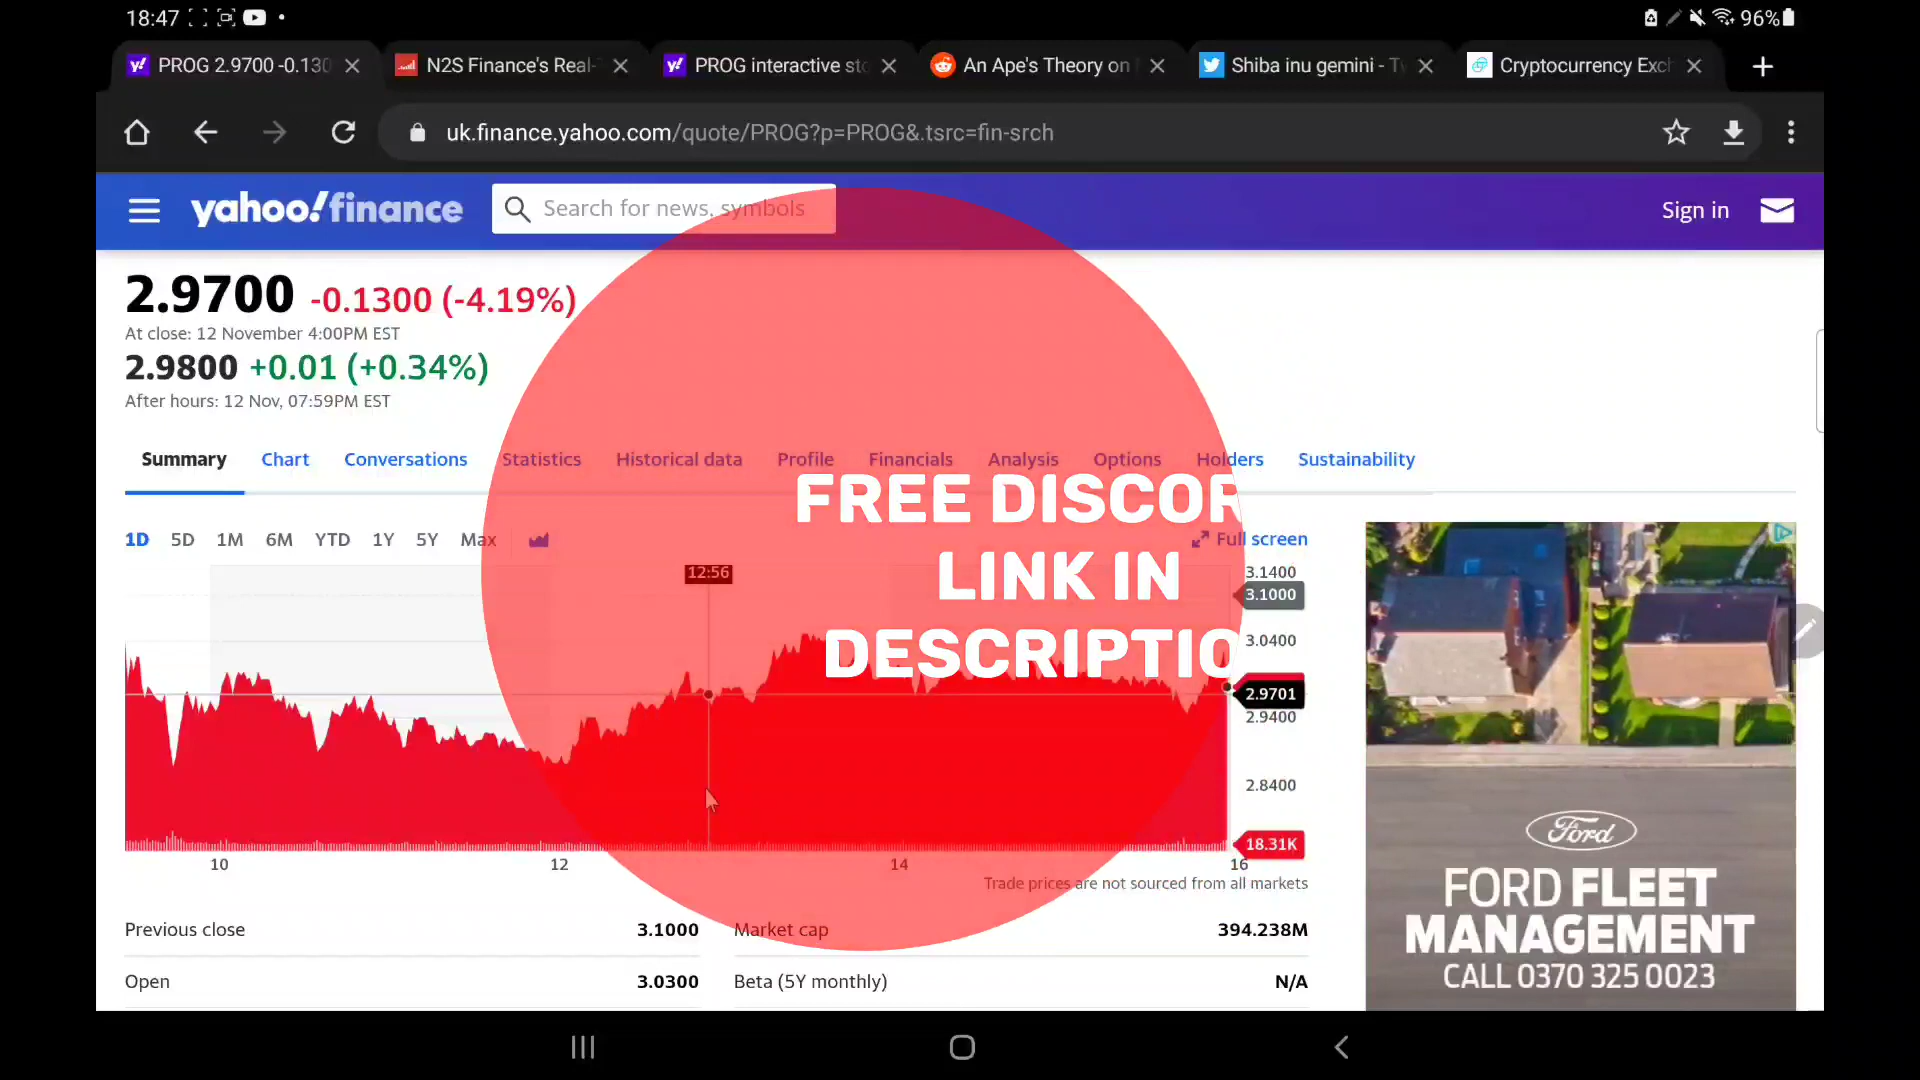 18:47
96%
PROG 2.9700 -0.130
N2S Finance's Real-
PROG interactive sto
An Ape's Theory on
Shiba inu gemini - Tw
Cryptocurrency Exch
uk.finance.yahoo.com/quote/PROG?p=PROG&.tsrc=fin-srch
yahoo!finance
Search for news, symbols
Sign in
2.9700 -0.1300 (-4.19%)
At close: 12 November 4:00PM EST
2.9800 +0.01 (+0.34%)
After hours: 12 Nov, 07:59PM EST
Summary Chart Conversations Statistics Historical data Profile Financials Analysis Options Holders Sustainability
FREE DISCOR
LINK IN
DESCRIPTIO
1D 5D 1M 6M YTD 1Y 5Y Max
Full screen
12:56
3.1400
3.1000
3.0400
2.9701
2.9400
2.8400
18.31K
10 12 14 16
Trade prices are not sourced from all markets
Previous close 3.1000
Market cap 394.238M
Open 3.0300
Beta (5Y monthly) N/A
Ford
FORD FLEET
MANAGEMENT
CALL 0370 325 0023